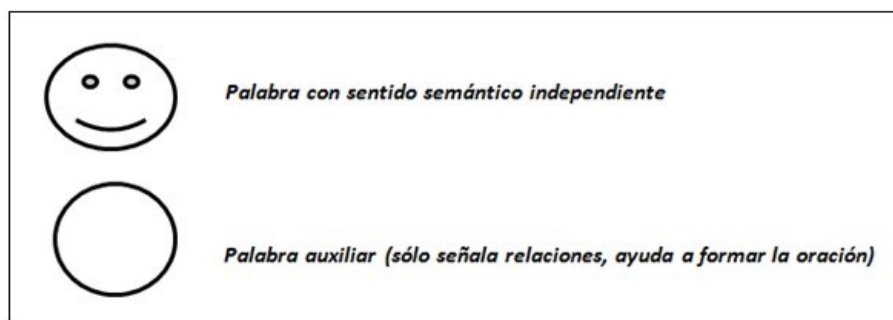 Palabra con sentido semántico independiente
Palabra auxiliar (sólo señala relaciones, ayuda a formar la oración)